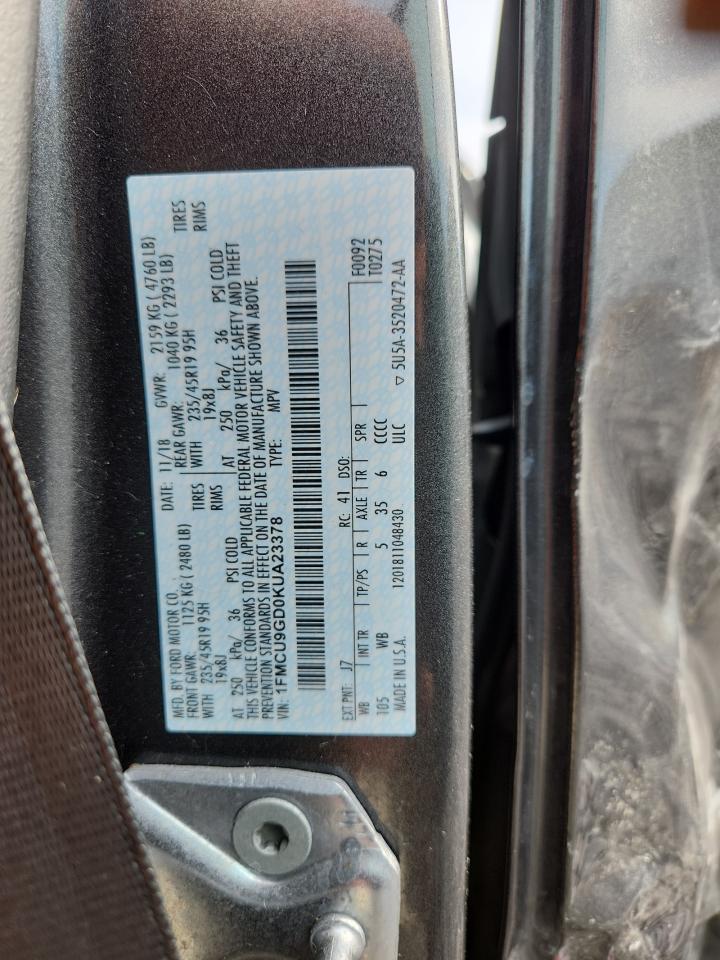 MFD. BY FORD MOTOR CO. DATE: 11/18 GVWR: 2159 KG ( 4760 LB)
FRONT GAWR: 1125 KG ( 2480 LB) REAR GAWR: 1040 KG ( 2293 LB)
WITH 235/45R19 95H TIRES WITH 235/45R19 95H TIRES
19x8J RIMS 19x8J RIMS
AT 250 kPa/ 36 PSI COLD AT 250 kPa/ 36 PSI COLD
THIS VEHICLE CONFORMS TO ALL APPLICABLE FEDERAL MOTOR VEHICLE SAFETY AND THEFT
PREVENTION STANDARDS IN EFFECT ON THE DATE OF MANUFACTURE SHOWN ABOVE.
VIN: 1FMCU9GD0KUA23378 TYPE: MPV
EXT PNT: J7 RC: 41 DSO: F0092
WB INT TR TP/PS R AXLE TR SPR T0275
105 WB 5 35 6 CCCC
MADE IN U.S.A. 1201811048430 ULC ▽ 5U5A-3520472-AA